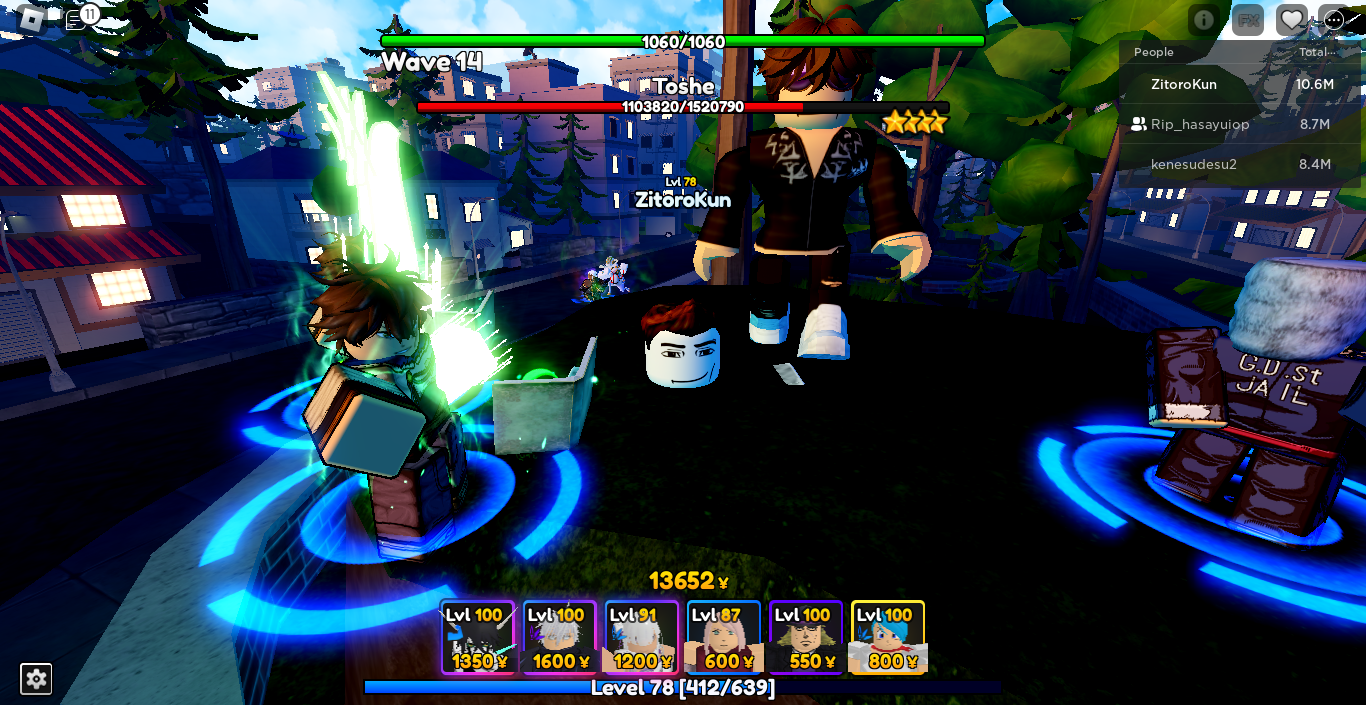 11
1060/1060
Wave 14
Toshe
1103820/1520790
FX
People Total...
ZitoroKun 10.6M
Rip_hasayuiop 8.7M
kenesudesu2 8.4M
Lvl 78
ZitoroKun
G.D. St
JAIL
13652 ¥
Lvl 100 Lvl 100 Lvl 91 Lvl 87 Lvl 100 Lvl 100
1350 ¥ 1600 ¥ 1200 ¥ 600 ¥ 550 ¥ 800 ¥
Level 78 [412/639]